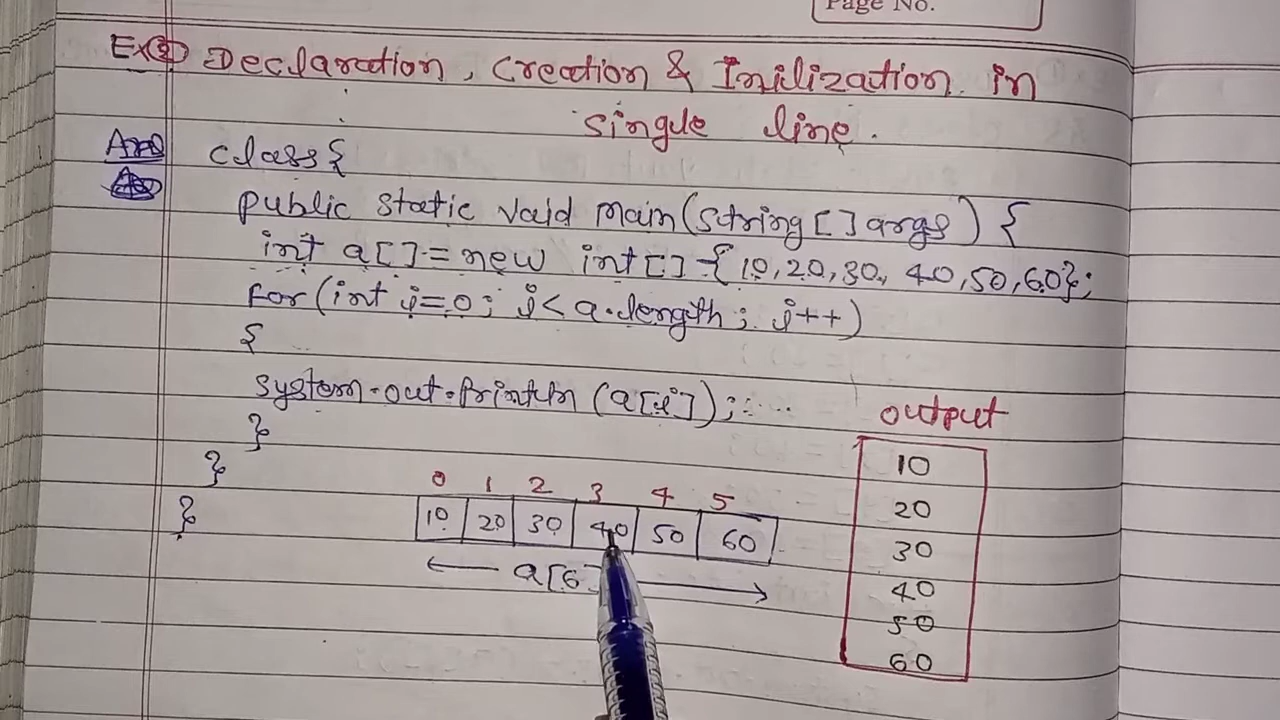 Page No.
Ex② Declaration, Creation & Inilization in
single line.
Ans class{
public static void main(string[]args) {
int a[]=new int[]{10,20,30, 40,50,60};
for(int i=0; i<a.length; i++)
{
system.out.println (a[i]);
}
}
}
0 1 2 3 4 5
10 20 30 40 50 60
a[6]
output
10
20
30
40
50
60